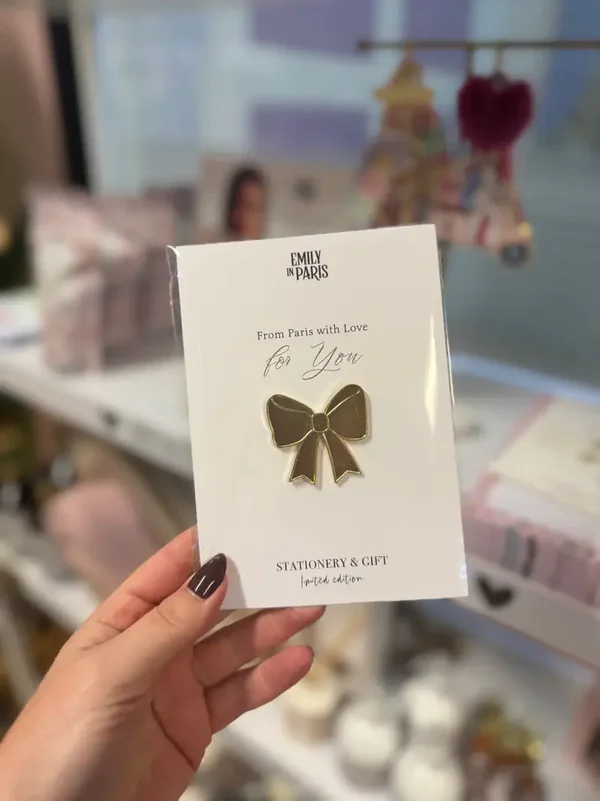 EMILY
IN PARIS
From Paris with Love
for You
STATIONERY & GIFT
limited edition